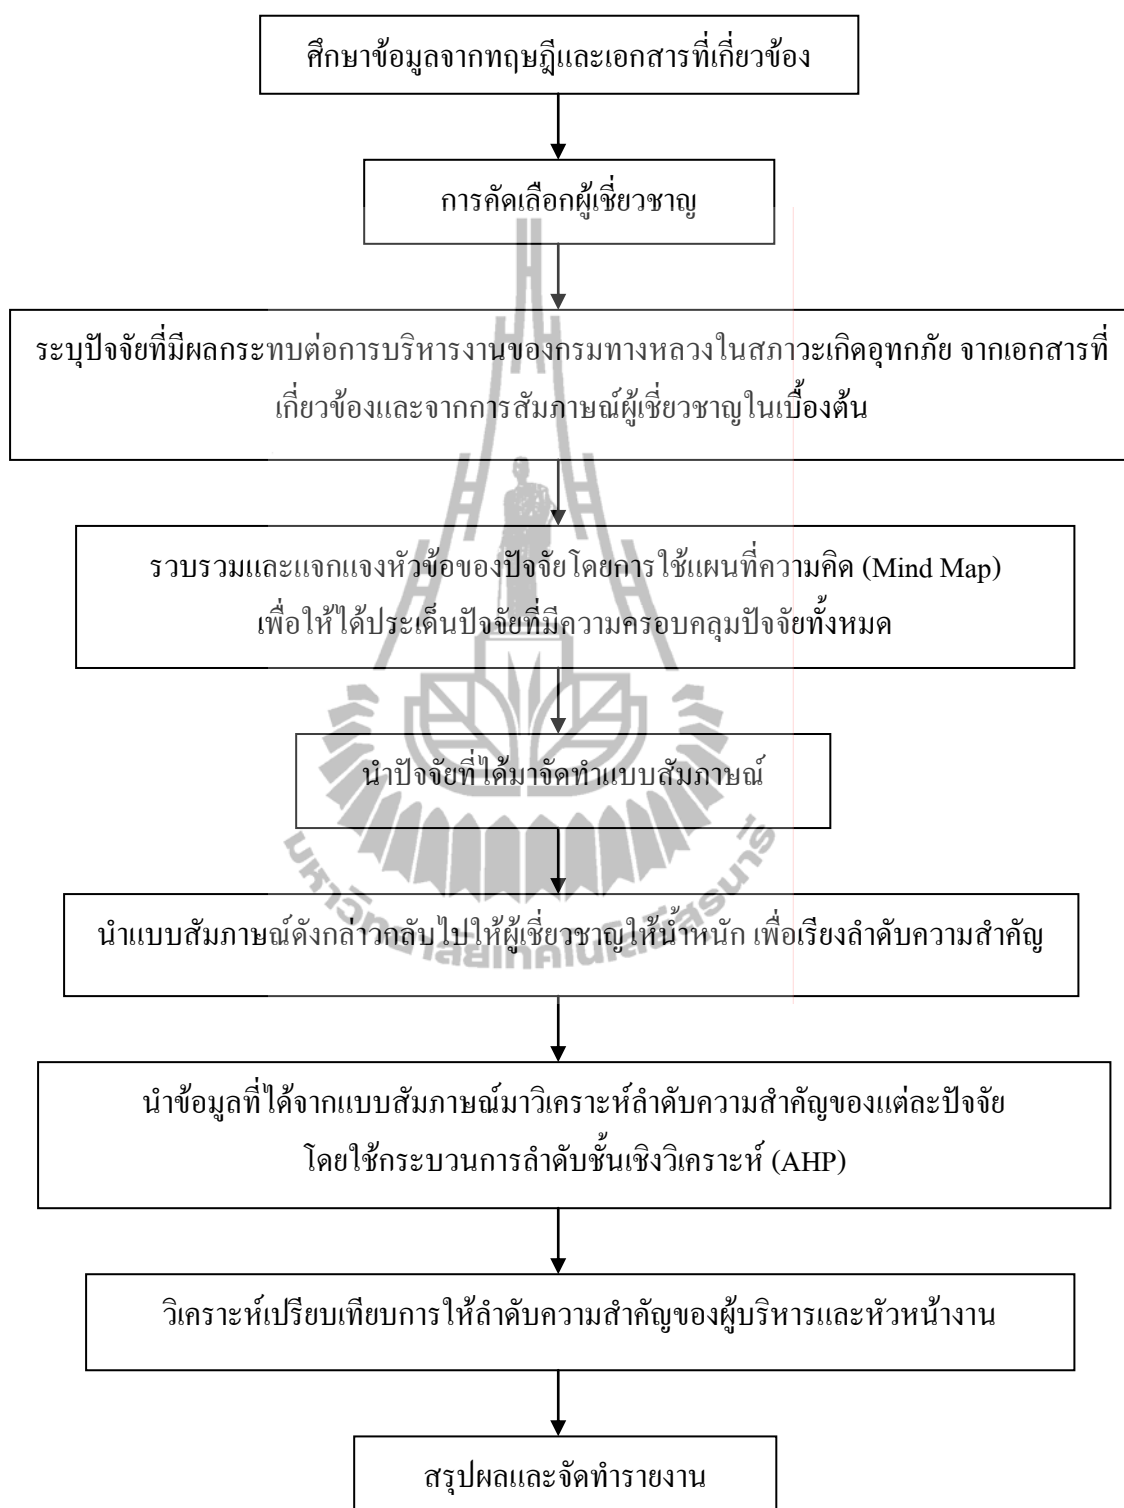 ศึกษาข้อมูลจากทฤษฎีและเอกสารที่เกี่ยวข้อง
การคัดเลือกผู้เชี่ยวชาญ
ระบุปัจจัยที่มีผลกระทบต่อการบริหารงานของกรมทางหลวงในสภาวะเกิดอุทกภัย จากเอกสารที่
เกี่ยวข้องและจากการสัมภาษณ์ผู้เชี่ยวชาญในเบื้องต้น
รวบรวมและแจกแจงหัวข้อของปัจจัยโดยการใช้แผนที่ความคิด (Mind Map)
เพื่อให้ได้ประเด็นปัจจัยที่มีความครอบคลุมปัจจัยทั้งหมด
นำปัจจัยที่ได้มาจัดทำแบบสัมภาษณ์
มหาวิทยาลัยเทคโนโลยีสุรนารี
นำแบบสัมภาษณ์ดังกล่าวกลับไปให้ผู้เชี่ยวชาญให้น้ำหนัก เพื่อเรียงลำดับความสำคัญ
นำข้อมูลที่ได้จากแบบสัมภาษณ์มาวิเคราะห์ลำดับความสำคัญของแต่ละปัจจัย
โดยใช้กระบวนการลำดับชั้นเชิงวิเคราะห์ (AHP)
วิเคราะห์เปรียบเทียบการให้ลำดับความสำคัญของผู้บริหารและหัวหน้างาน
สรุปผลและจัดทำรายงาน